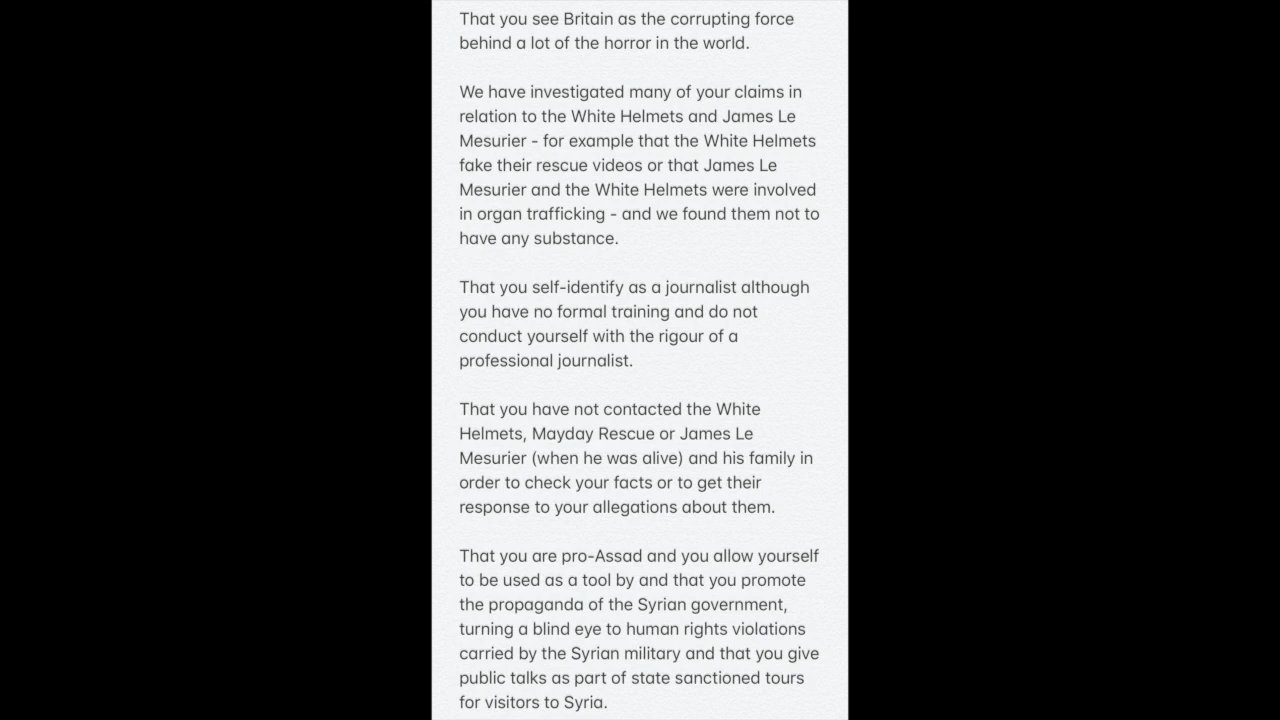 That you see Britain as the corrupting force
behind a lot of the horror in the world.
We have investigated many of your claims in
relation to the White Helmets and James Le
Mesurier - for example that the White Helmets
fake their rescue videos or that James Le
Mesurier and the White Helmets were involved
in organ trafficking - and we found them not to
have any substance.
That you self-identify as a journalist although
you have no formal training and do not
conduct yourself with the rigour of a
professional journalist.
That you have not contacted the White
Helmets, Mayday Rescue or James Le
Mesurier (when he was alive) and his family in
order to check your facts or to get their
response to your allegations about them.
That you are pro-Assad and you allow yourself
to be used as a tool by and that you promote
the propaganda of the Syrian government,
turning a blind eye to human rights violations
carried by the Syrian military and that you give
public talks as part of state sanctioned tours
for visitors to Syria.